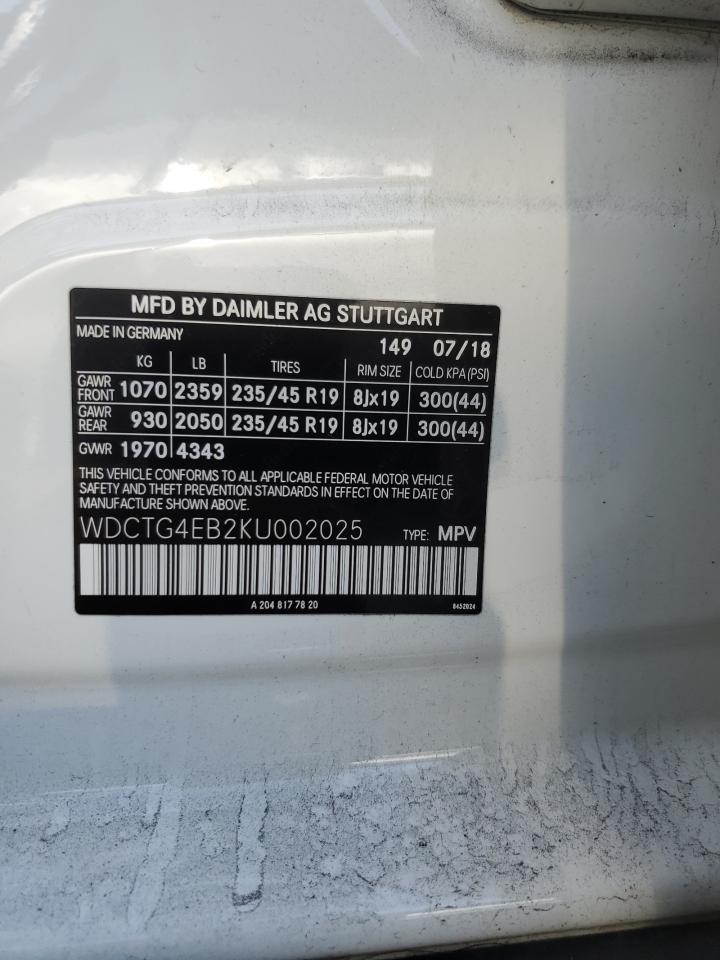 MFD BY DAIMLER AG STUTTGART
MADE IN GERMANY
149 07/18
KG LB TIRES RIM SIZE COLD KPA (PSI)
GAWR FRONT 1070 2359 235/45 R19 8Jx19 300(44)
GAWR REAR 930 2050 235/45 R19 8Jx19 300(44)
GVWR 1970 4343
THIS VEHICLE CONFORMS TO ALL APPLICABLE FEDERAL MOTOR VEHICLE
SAFETY AND THEFT PREVENTION STANDARDS IN EFFECT ON THE DATE OF
MANUFACTURE SHOWN ABOVE.
WDCTG4EB2KU002025 TYPE: MPV
A 204 817 78 20 8452024